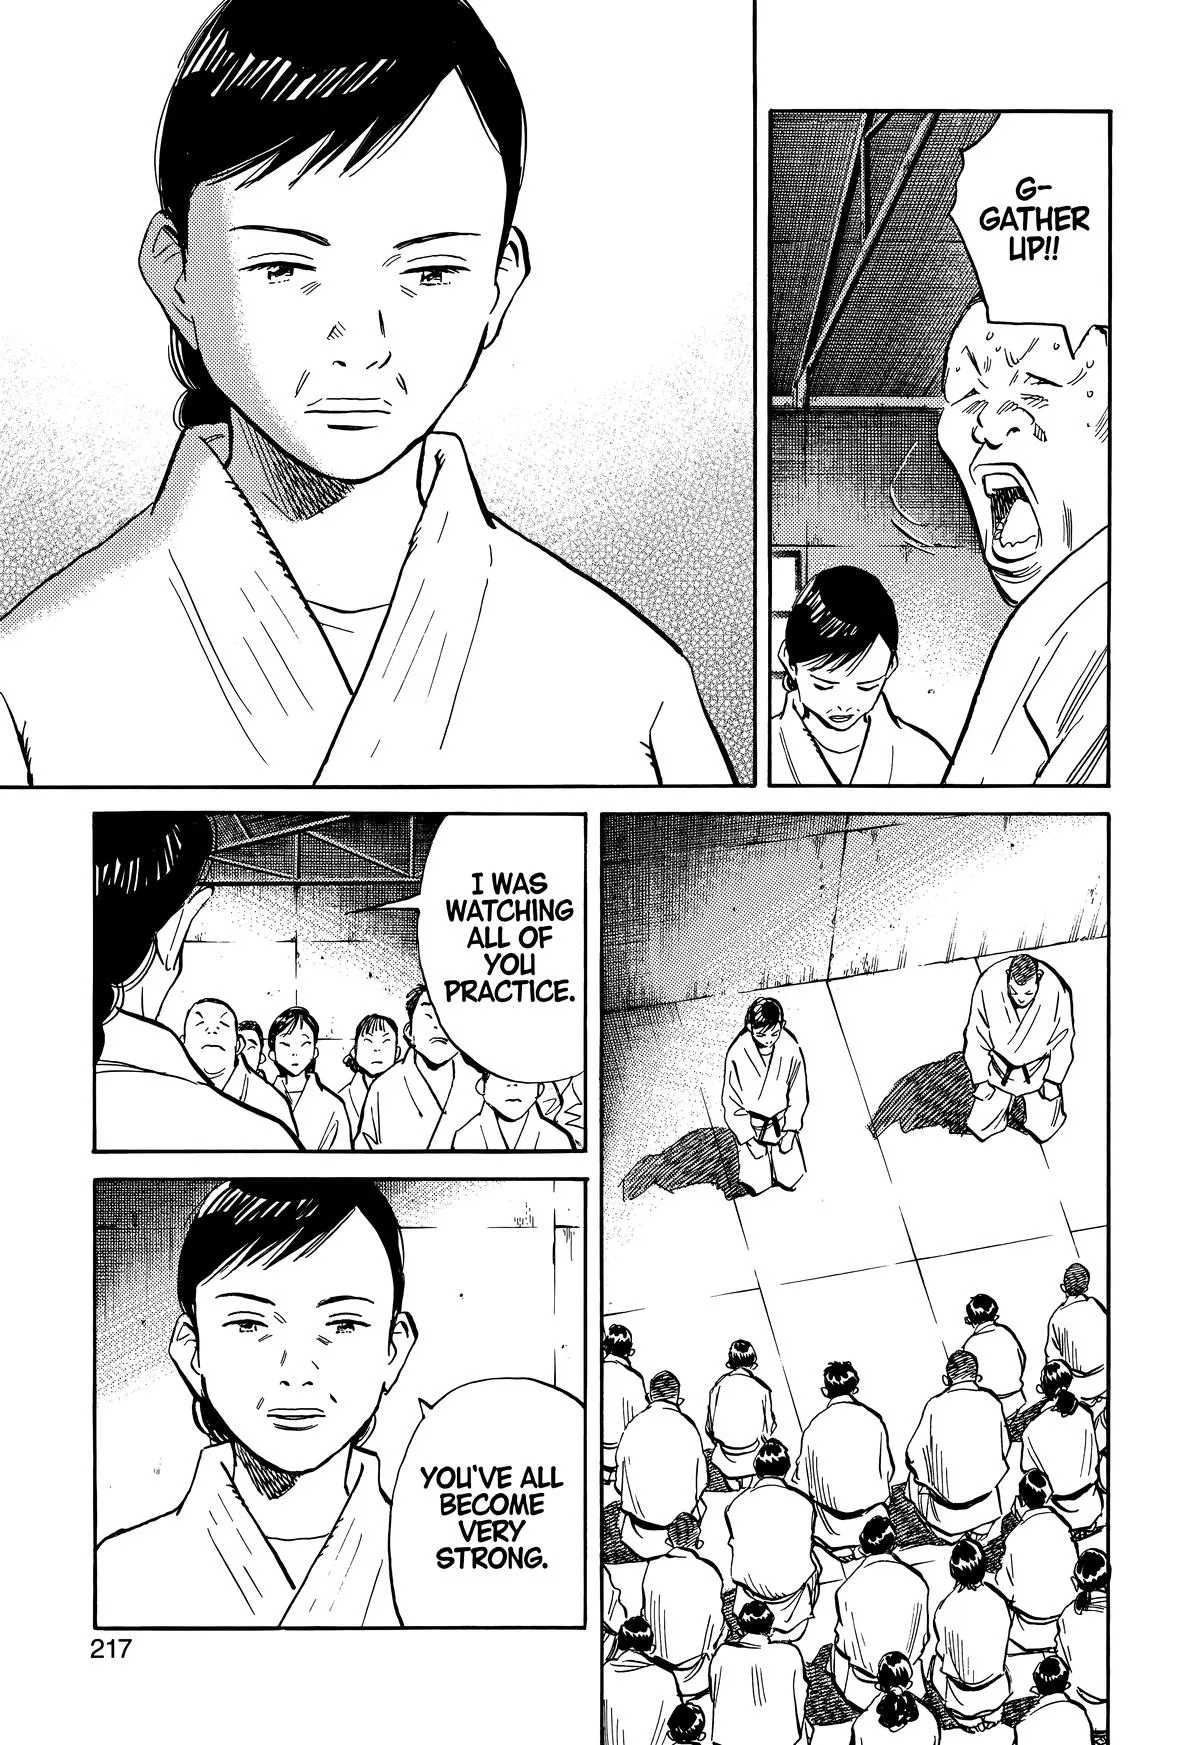 G-
GATHER
UP!!
I WAS
WATCHING
ALL OF
YOU
PRACTICE.
YOU'VE ALL
BECOME
VERY
STRONG.
217